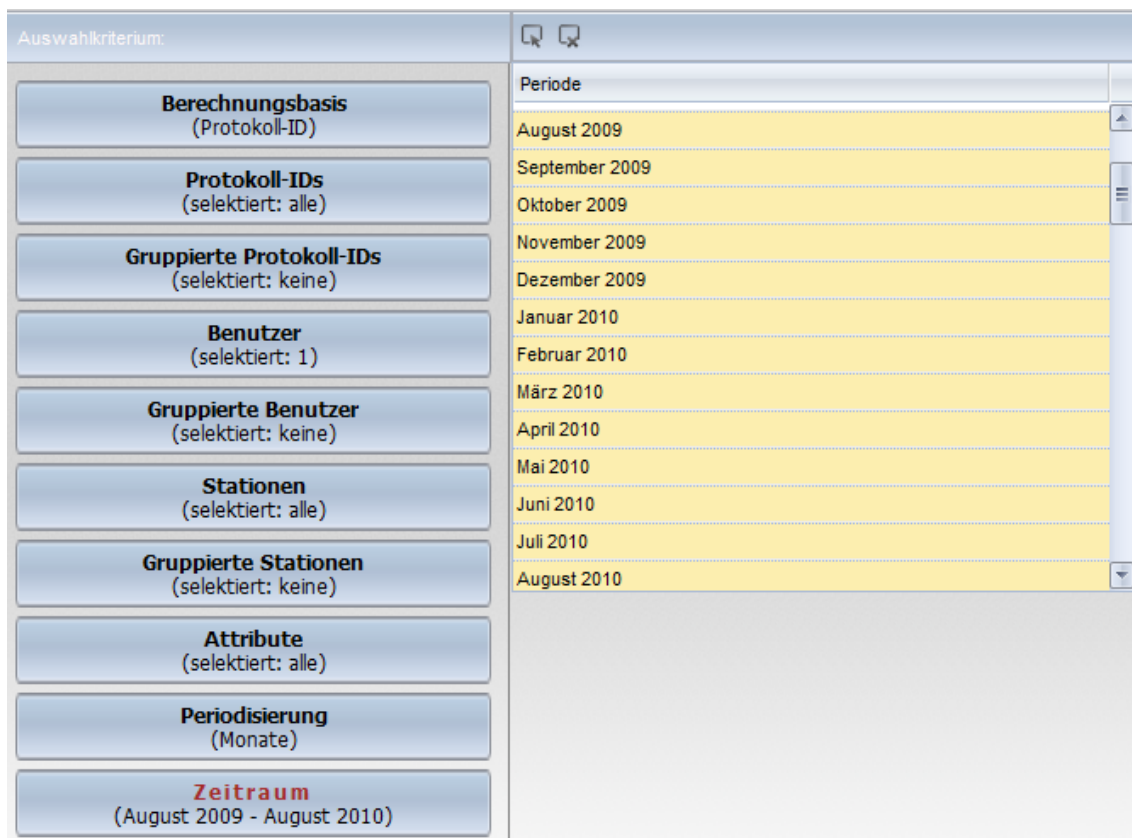 Auswahlkriterium:
Berechnungsbasis
(Protokoll-ID)
Protokoll-IDs
(selektiert: alle)
Gruppierte Protokoll-IDs
(selektiert: keine)
Benutzer
(selektiert: 1)
Gruppierte Benutzer
(selektiert: keine)
Stationen
(selektiert: alle)
Gruppierte Stationen
(selektiert: keine)
Attribute
(selektiert: alle)
Periodisierung
(Monate)
Zeitraum
(August 2009 - August 2010)
Periode
August 2009
September 2009
Oktober 2009
November 2009
Dezember 2009
Januar 2010
Februar 2010
März 2010
April 2010
Mai 2010
Juni 2010
Juli 2010
August 2010